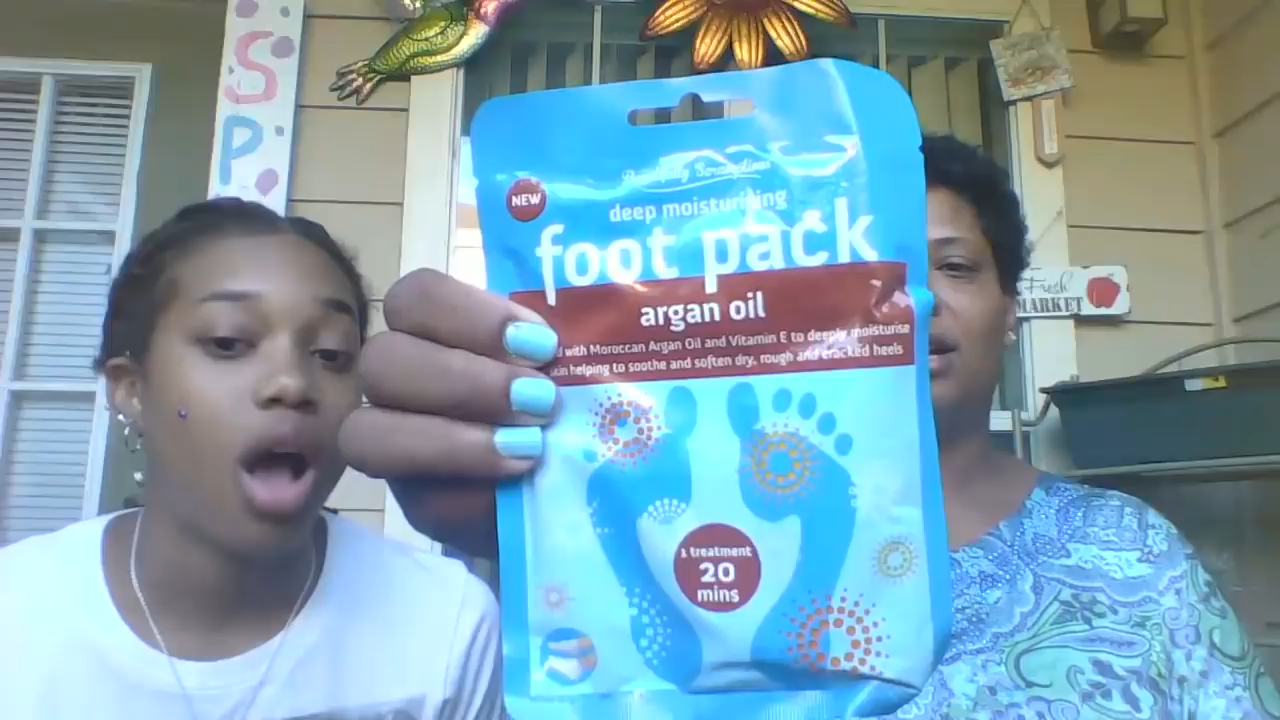 S
P
NEW
deep moisturising
foot pack
argan oil
with Moroccan Argan Oil and Vitamin E to deeply moisturise
skin helping to soothe and soften dry, rough and cracked heels
1 treatment
20
mins
Fresh
MARKET